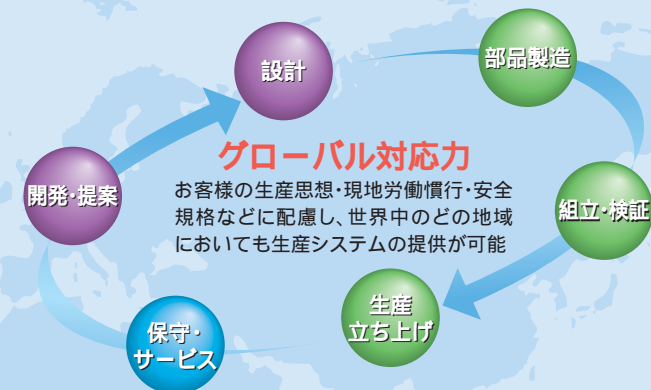 設計
部品製造
グローバル対応力
お客様の生産思想・現地労働慣行・安全
規格などに配慮し、世界中のどの地域
においても生産システムの提供が可能
開発・提案
組立・検証
生産
立ち上げ
保守・
サービス